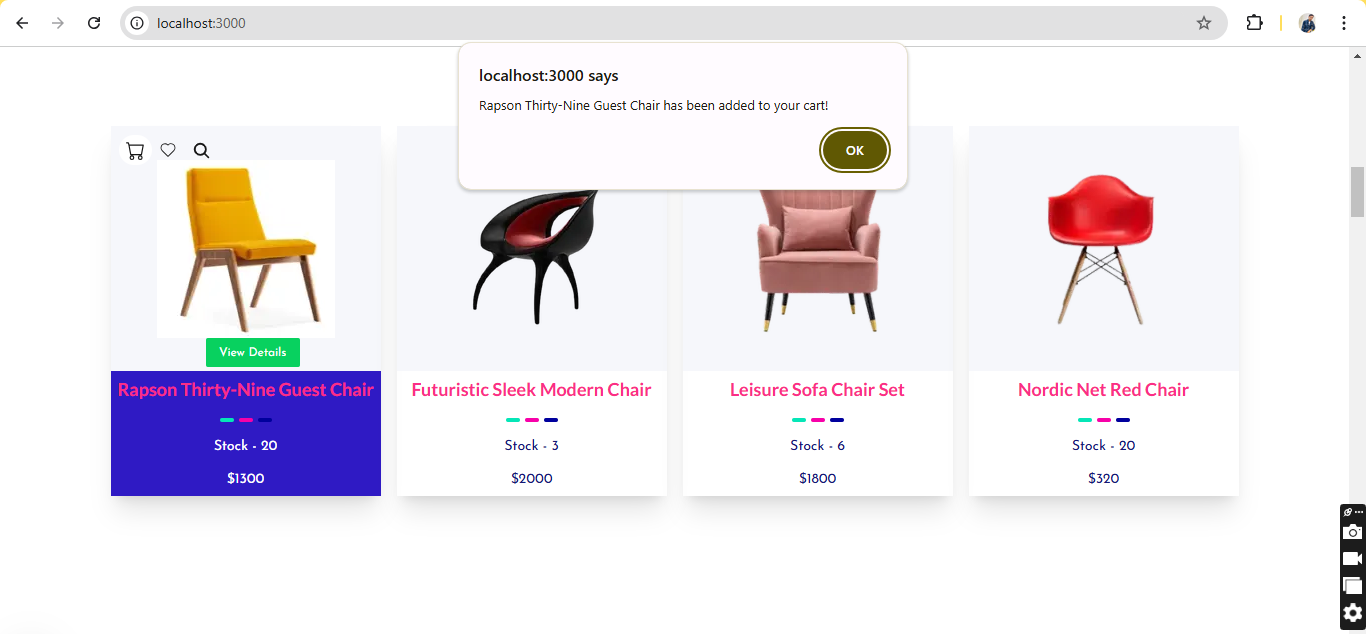 localhost:3000
localhost:3000 says
Rapson Thirty-Nine Guest Chair has been added to your cart!
OK
View Details
Rapson Thirty-Nine Guest Chair
Stock - 20
$1300
Futuristic Sleek Modern Chair
Stock - 3
$2000
Leisure Sofa Chair Set
Stock - 6
$1800
Nordic Net Red Chair
Stock - 20
$320